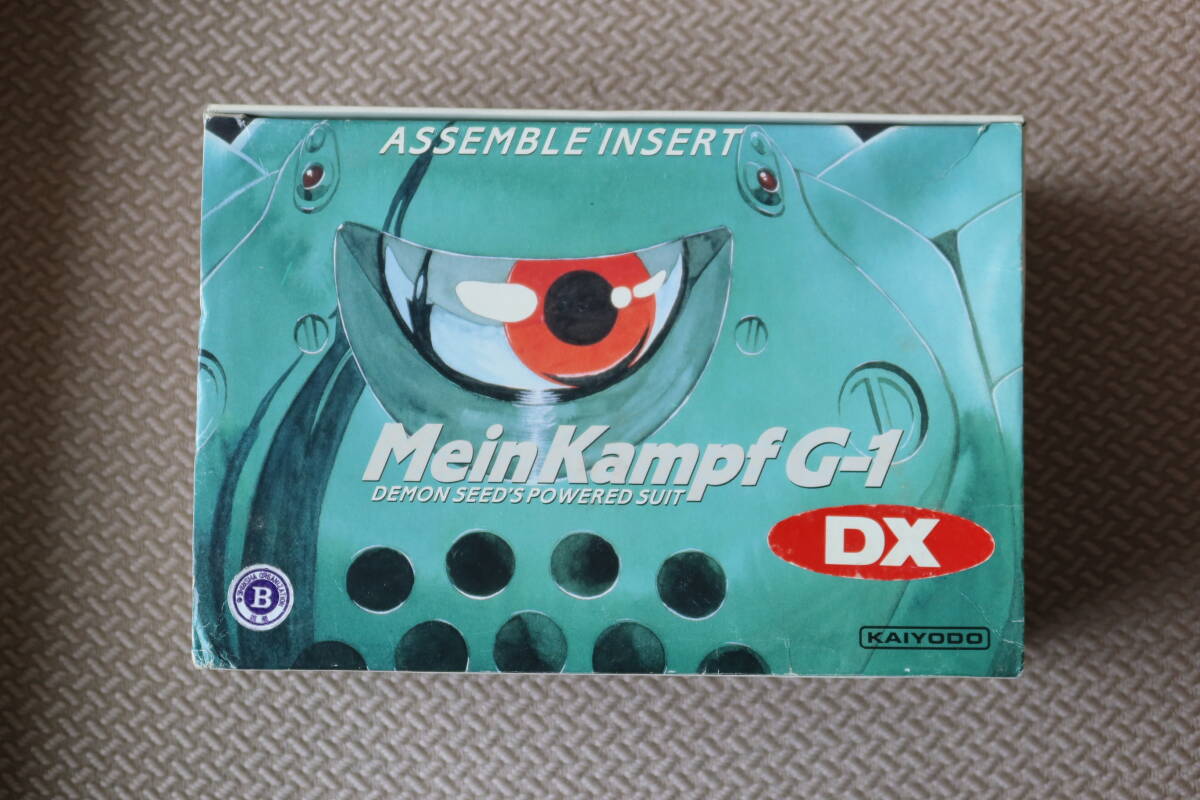 ASSEMBLE INSERT
Mein Kampf G-1
DEMON SEED'S POWERED SUIT
DX
B
KAIYODO